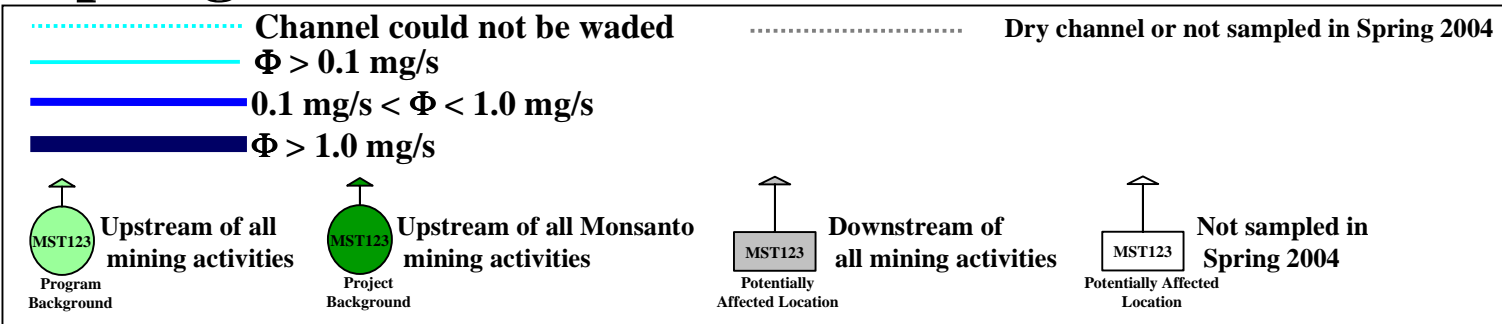 Channel could not be waded
Dry channel or not sampled in Spring 2004
Φ > 0.1 mg/s
0.1 mg/s < Φ < 1.0 mg/s
Φ > 1.0 mg/s
MST123
Upstream of all
mining activities
Program
Background
MST123
Upstream of all Monsanto
mining activities
Project
Background
MST123
Downstream of
all mining activities
Potentially
Affected Location
MST123
Not sampled in
Spring 2004
Potentially Affected
Location